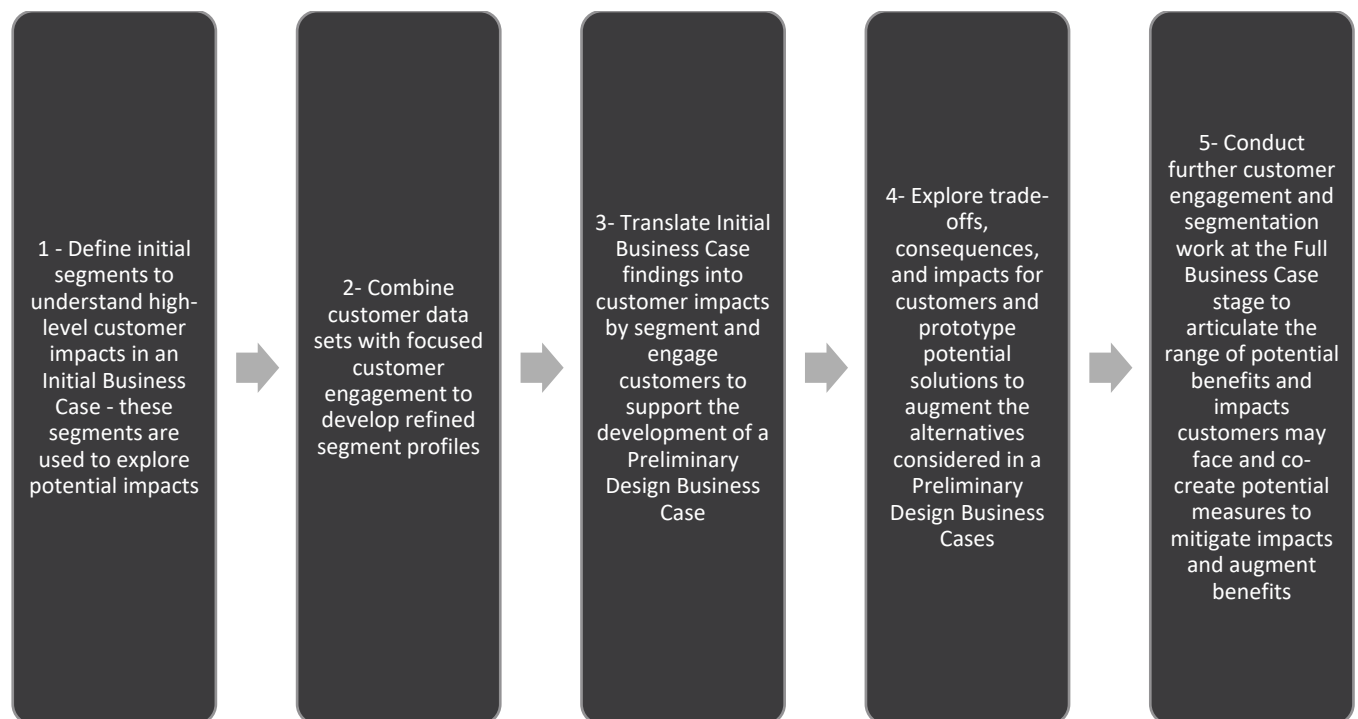 1 - Define initial
segments to
understand high-
level customer
impacts in an
Initial Business
Case - these
segments are
used to explore
potential impacts
2- Combine
customer data
sets with focused
customer
engagement to
develop refined
segment profiles
3- Translate Initial
Business Case
findings into
customer impacts
by segment and
engage
customers to
support the
development of a
Preliminary
Design Business
Case
4- Explore trade-
offs,
consequences,
and impacts for
customers and
prototype
potential
solutions to
augment the
alternatives
considered in a
Preliminary
Design Business
Cases
5- Conduct
further customer
engagement and
segmentation
work at the Full
Business Case
stage to
articulate the
range of potential
benefits and
impacts
customers may
face and co-
create potential
measures to
mitigate impacts
and augment
benefits